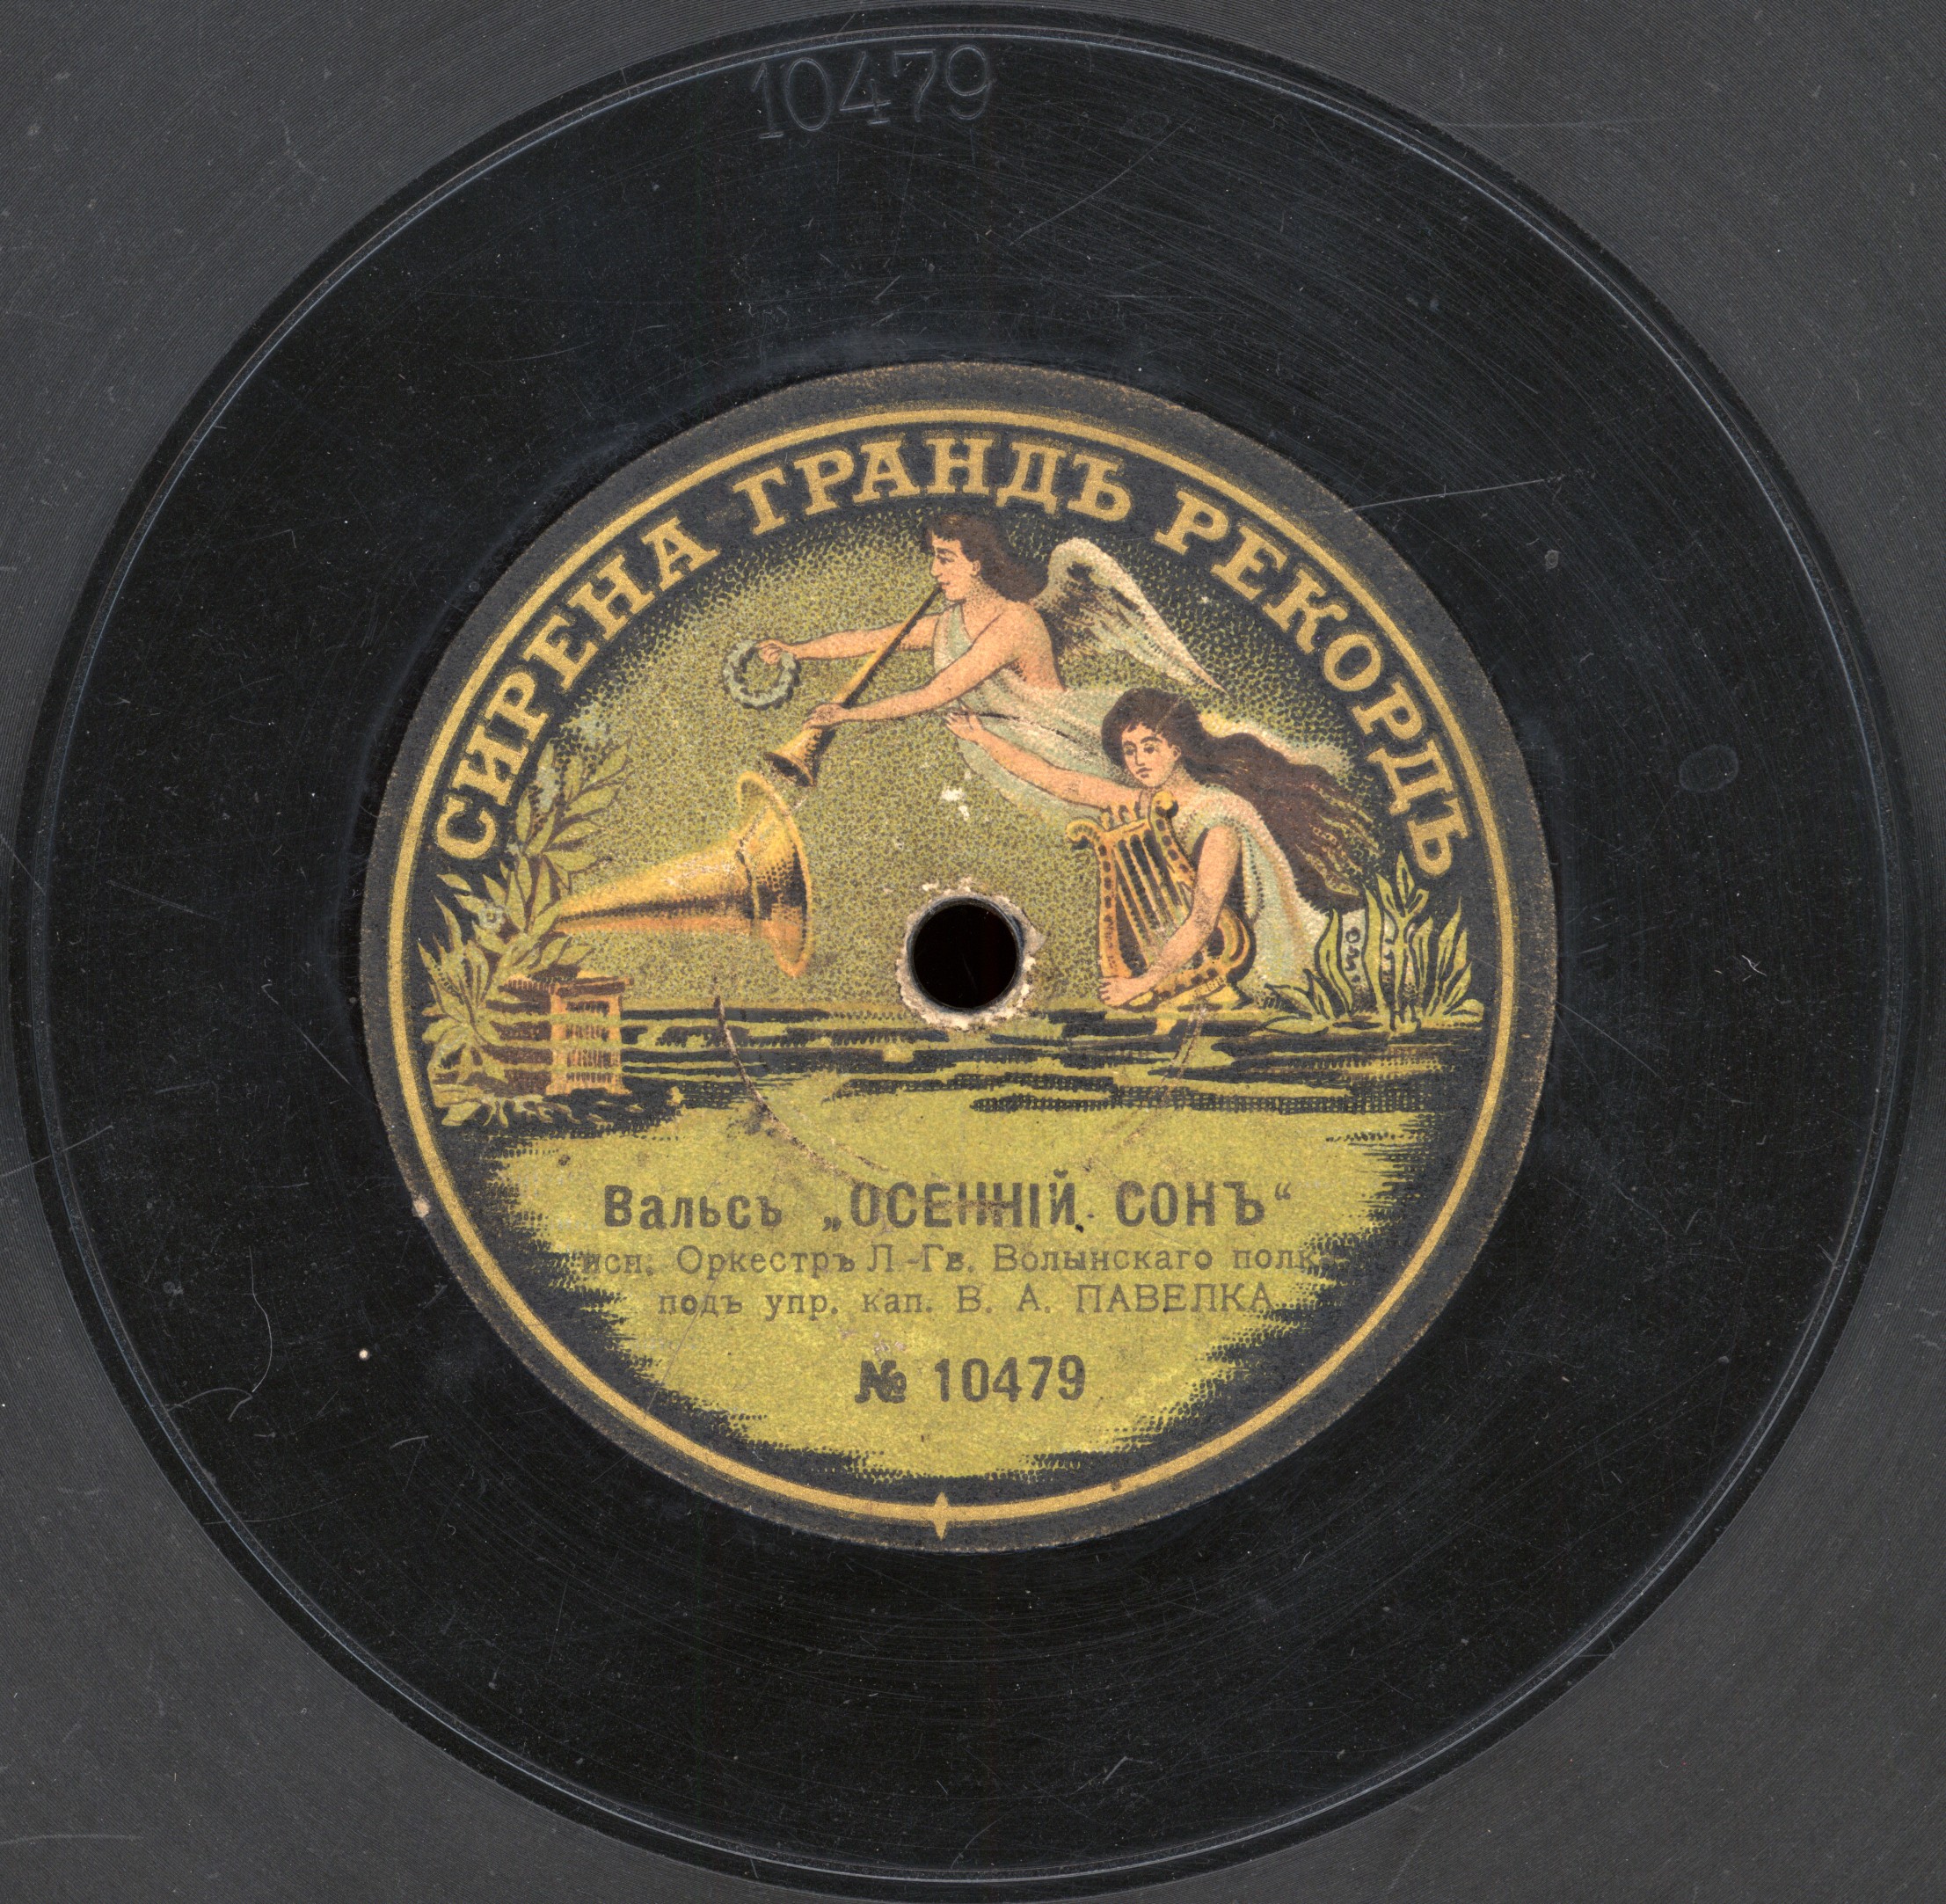 10479
СИРЕНА ГРАНДЪ РЕКОРДЪ
Вальсъ „ОСЕННІЙ СОНЪ“
исп. Оркестръ Л-Гв. Волынскаго полк
подъ упр. кап. В. А. ПАВЕЛКА
№ 10479